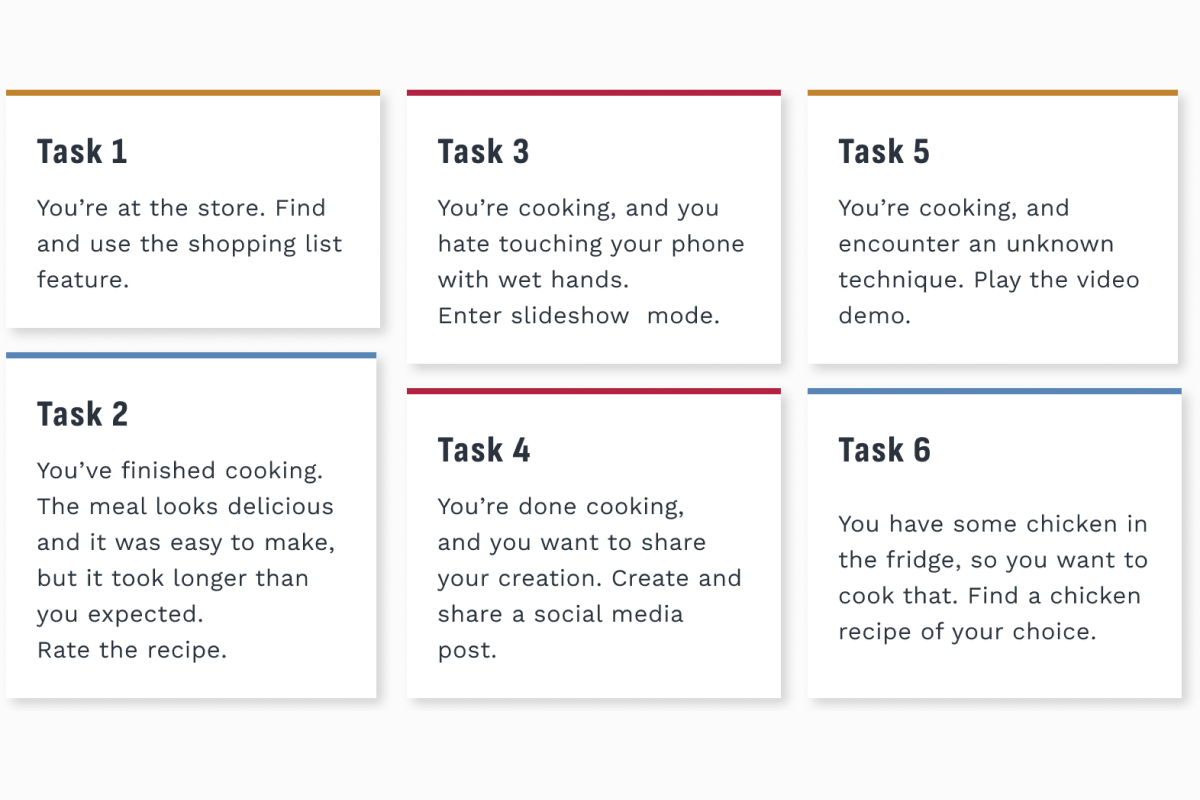 Task 1
You’re at the store. Find
and use the shopping list
feature.
Task 2
You’ve finished cooking.
The meal looks delicious
and it was easy to make,
but it took longer than
you expected.
Rate the recipe.
Task 3
You’re cooking, and you
hate touching your phone
with wet hands.
Enter slideshow  mode.
Task 4
You’re done cooking,
and you want to share
your creation. Create and
share a social media
post.
Task 5
You’re cooking, and
encounter an unknown
technique. Play the video
demo.
Task 6
You have some chicken in
the fridge, so you want to
cook that. Find a chicken
recipe of your choice.